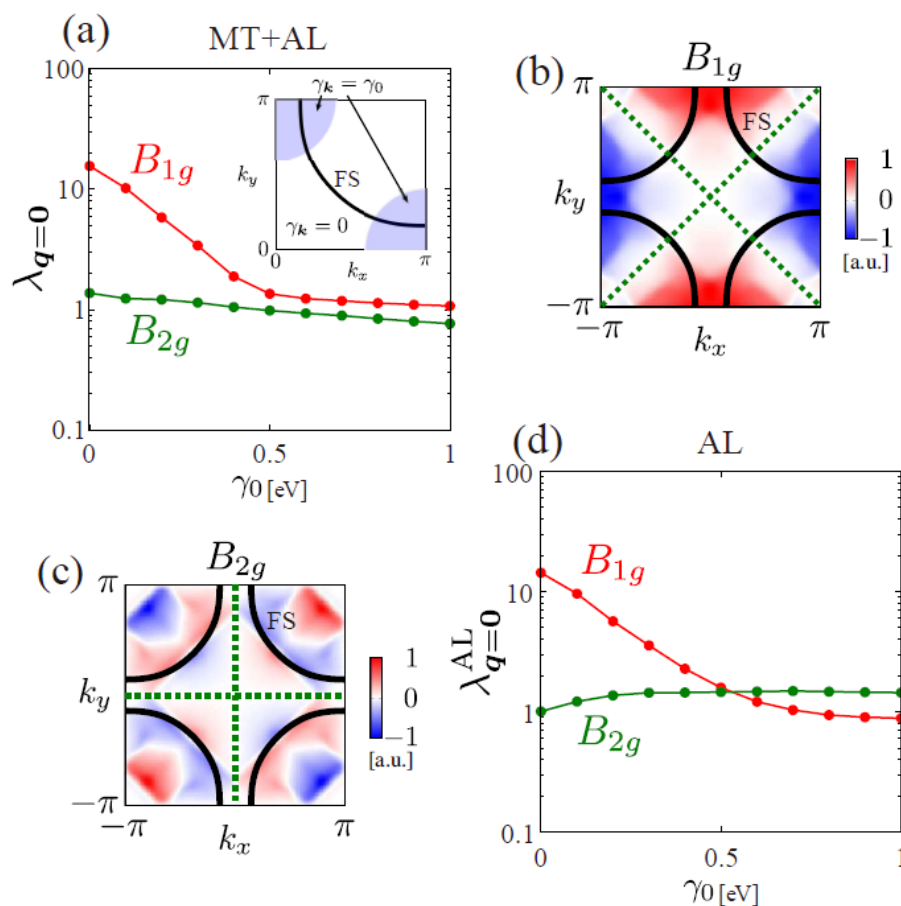 (a) MT+AL
100
10
1
0.1
λq=0
B1g
B2g
0 0.5 1
γ0 [eV]
π
ky
0
γk = γ0
FS
γk = 0
kx π
(b) B1g
π
ky
−π
FS
−π kx π
1
0
−1
[a.u.]
(c) B2g
π
ky
−π
FS
−π kx π
1
0
−1
[a.u.]
(d) AL
100
10
1
0.1
λALq=0
B1g
B2g
0 0.5 1
γ0 [eV]